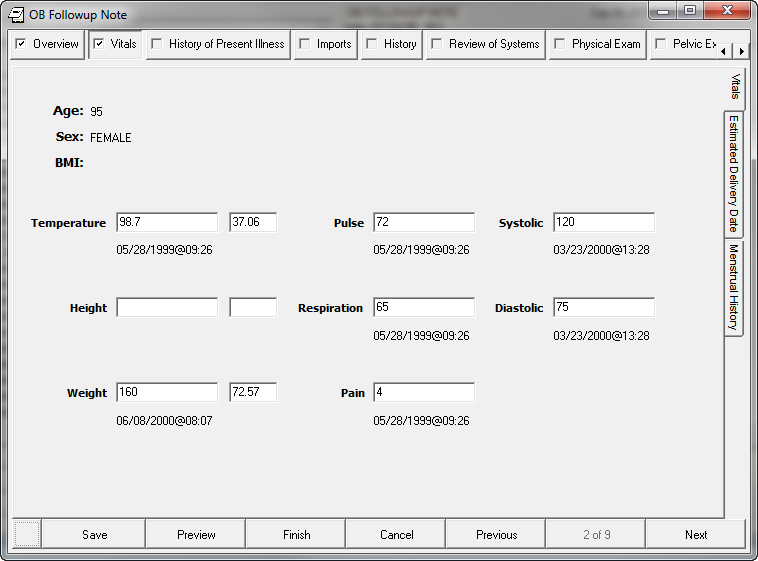 OB Followup Note
Overview Vitals History of Present Illness Imports History Review of Systems Physical Exam Pelvic Ex
Vitals
Estimated Delivery Date
Menstrual History
Age: 95
Sex: FEMALE
BMI:
Temperature 98.7 37.06 Pulse 72 Systolic 120
05/28/1999@09:26 05/28/1999@09:26 03/23/2000@13:28
Height Respiration 65 Diastolic 75
05/28/1999@09:26 03/23/2000@13:28
Weight 160 72.57 Pain 4
06/08/2000@08:07 05/28/1999@09:26
Save Preview Finish Cancel Previous 2 of 9 Next